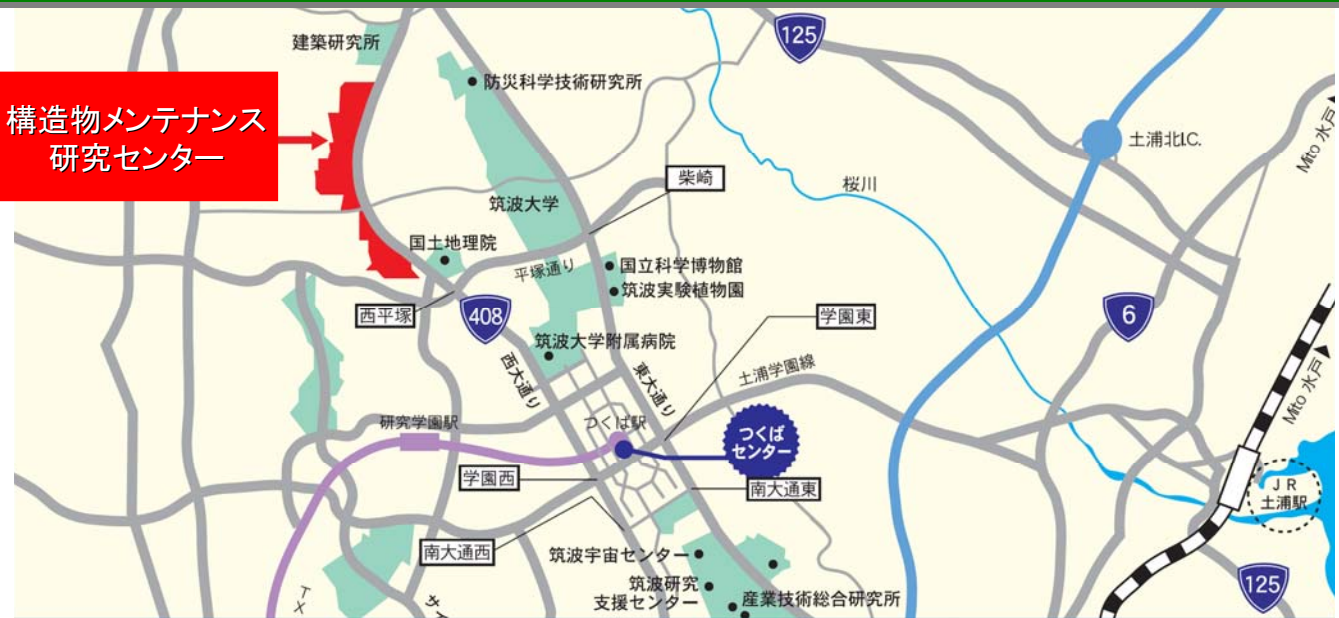 建築研究所
125
防災科学技術研究所
構造物メンテナンス
研究センター
土浦北I.C.
Mito 水戸
柴崎
桜川
筑波大学
国土地理院
平塚通り
国立科学博物館
筑波実験植物園
西平塚
408
学園東
6
筑波大学附属病院
西大通り
東大通り
土浦学園線
Mito 水戸
研究学園駅
つくば駅
つくば
センター
学園西
南大通東
JR
土浦駅
南大通西
筑波宇宙センター
筑波研究
支援センター
産業技術総合研究所
125
TX